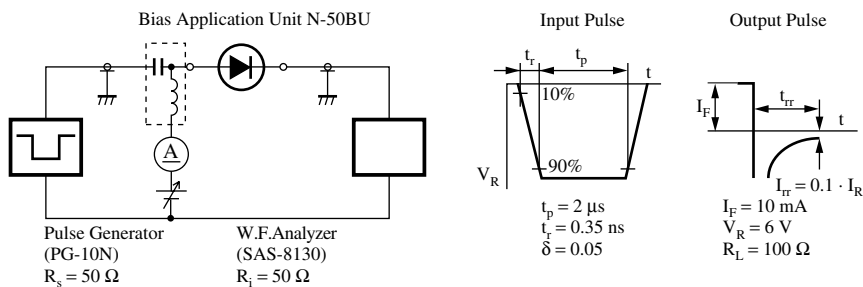 Bias Application Unit N-50BU
A
Pulse Generator
(PG-10N)
R_s = 50 Ω
W.F.Analyzer
(SAS-8130)
R_i = 50 Ω
Input Pulse
t_r
t_p
t
10%
90%
V_R
t_p = 2 μs
t_r = 0.35 ns
δ = 0.05
Output Pulse
I_F
t_rr
t
I_rr = 0.1 · I_R
I_F = 10 mA
V_R = 6 V
R_L = 100 Ω